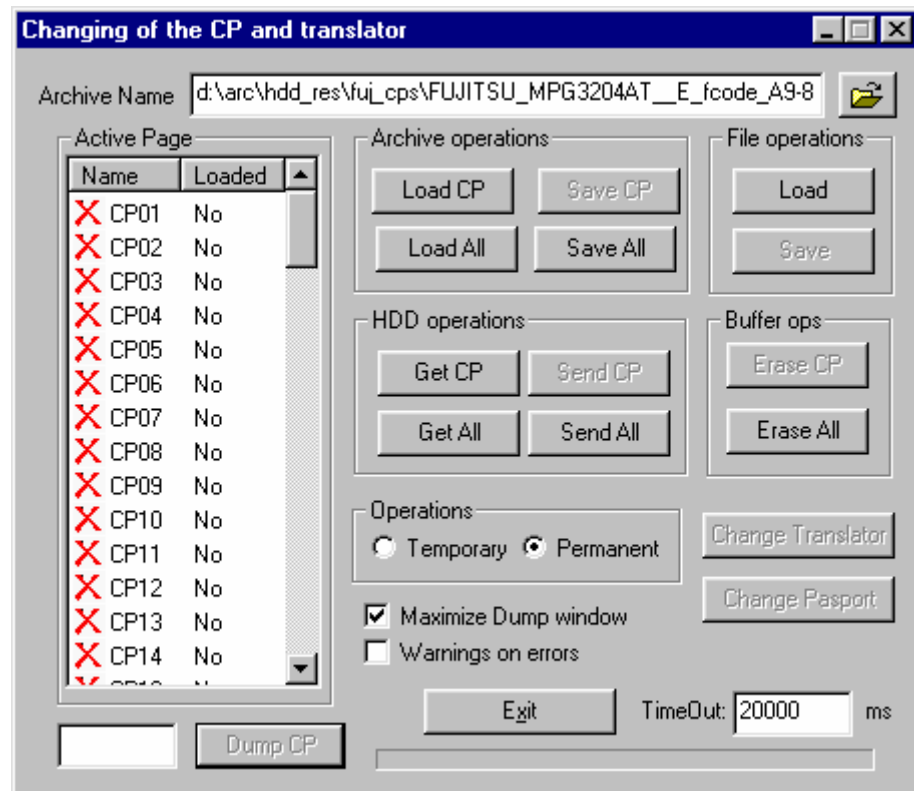 Changing of the CP and translator
Archive Name d:\arc\hdd_res\fuj_cps\FUJITSU_MPG3204AT__E_fcode_A9-8
Active Page
Name Loaded
CP01 No
CP02 No
CP03 No
CP04 No
CP05 No
CP06 No
CP07 No
CP08 No
CP09 No
CP10 No
CP11 No
CP12 No
CP13 No
CP14 No
Dump CP
Archive operations
Load CP Save CP
Load All Save All
HDD operations
Get CP Send CP
Get All Send All
Operations
Temporary Permanent
Maximize Dump window
Warnings on errors
File operations
Load
Save
Buffer ops
Erase CP
Erase All
Change Translator
Change Pasport
Exit TimeOut: 20000 ms